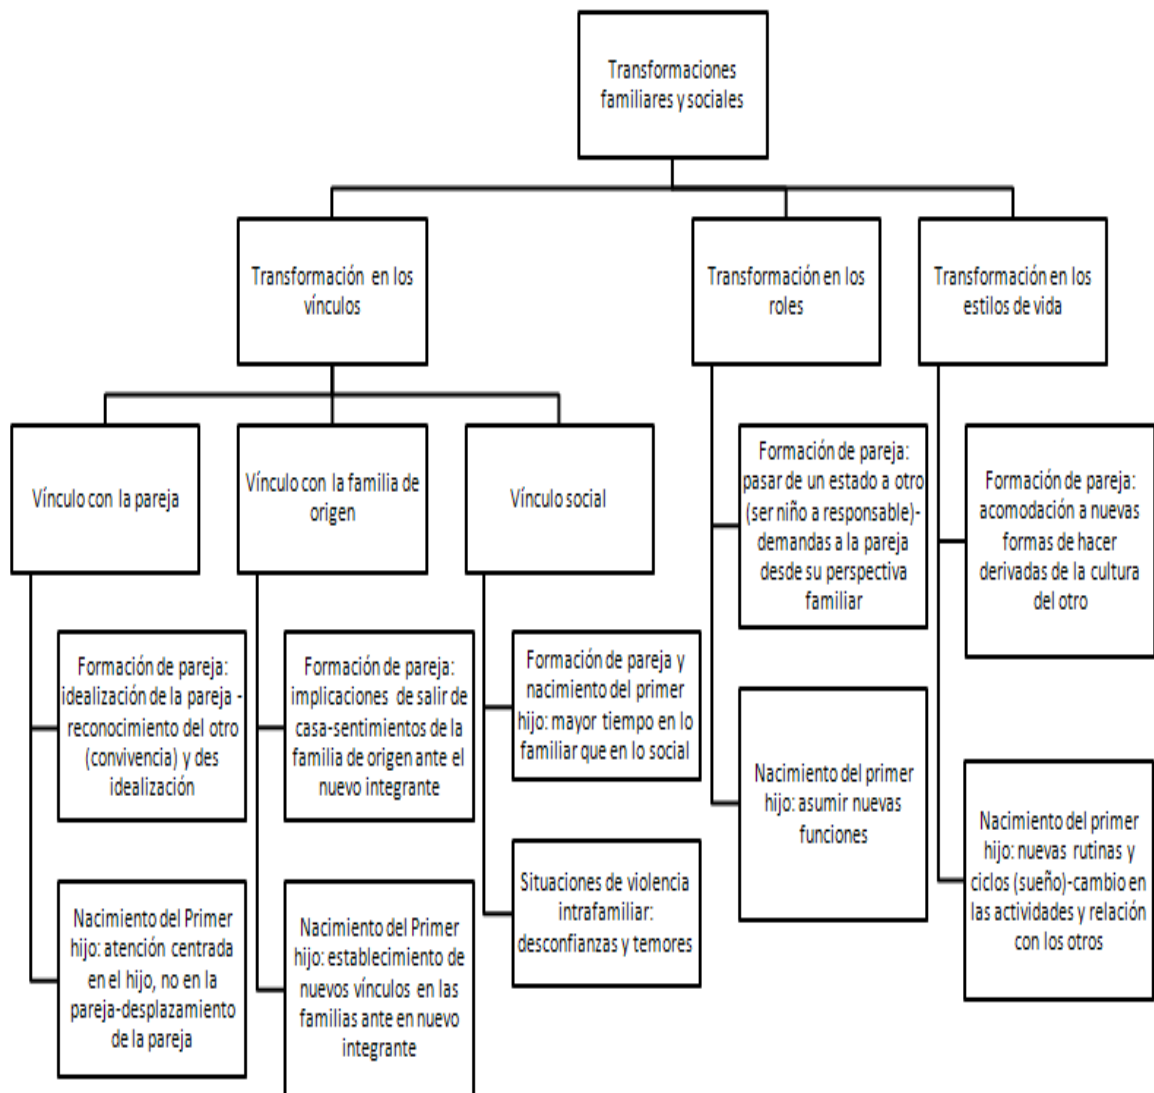 Transformaciones
familiares y sociales
Transformación en los
vínculos
Transformación en los
roles
Transformación en los
estilos de vida
Vínculo con la pareja
Vínculo con la familia de
origen
Vínculo social
Formación de pareja:
pasar de un estado a otro
(ser niño a responsable)-
demandas a la pareja
desde su perspectiva
familiar
Formación de pareja:
acomodación a nuevas
formas de hacer
derivadas de la cultura
del otro
Formación de pareja:
idealización de la pareja -
reconocimiento del otro
(convivencia) y des
idealización
Formación de pareja:
implicaciones de salir de
casa-sentimientos de la
familia de origen ante el
nuevo integrante
Formación de pareja y
nacimiento del primer
hijo: mayor tiempo en lo
familiar que en lo social
Nacimiento del primer
hijo: asumir nuevas
funciones
Nacimiento del primer
hijo: nuevas rutinas y
ciclos (sueño)-cambio en
las actividades y relación
con los otros
Nacimiento del Primer
hijo: atención centrada
en el hijo, no en la
pareja-desplazamiento
de la pareja
Nacimiento del Primer
hijo: establecimiento de
nuevos vínculos en las
familias ante en nuevo
integrante
Situaciones de violencia
intrafamiliar:
desconfianzas y temores